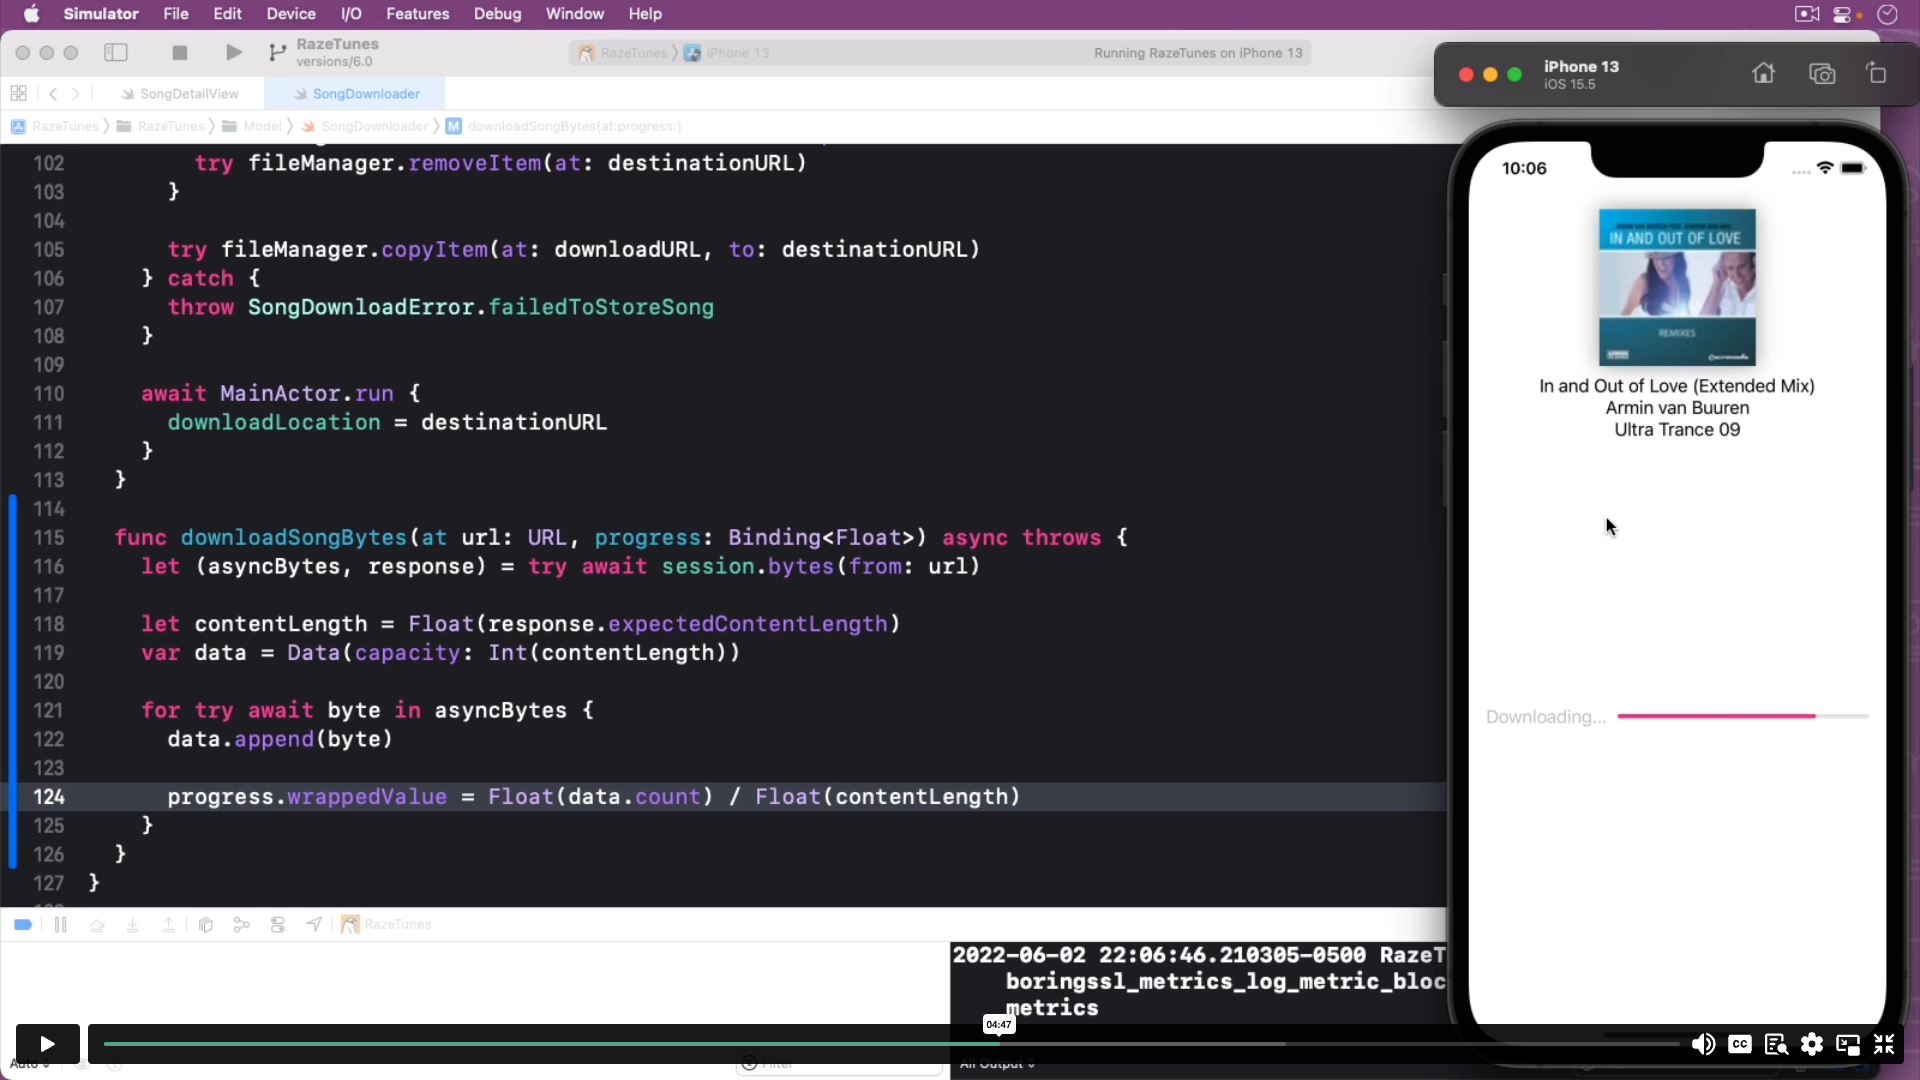 Simulator File Edit Device I/O Features Debug Window Help
RazeTunes
versions/6.0
RazeTunes
iPhone 13
Running RazeTunes on iPhone 13
SongDetailView
SongDownloader
RazeTunes
RazeTunes
Model
SongDownloader
M
downloadSongBytes(at:progress:)
102 try fileManager.removeItem(at: destinationURL)
103 }
104
105 try fileManager.copyItem(at: downloadURL, to: destinationURL)
106 } catch {
107 throw SongDownloadError.failedToStoreSong
108 }
109
110 await MainActor.run {
111 downloadLocation = destinationURL
112 }
113 }
114
115 func downloadSongBytes(at url: URL, progress: Binding<Float>) async throws {
116 let (asyncBytes, response) = try await session.bytes(from: url)
117
118 let contentLength = Float(response.expectedContentLength)
119 var data = Data(capacity: Int(contentLength))
120
121 for try await byte in asyncBytes {
122 data.append(byte)
123
124 progress.wrappedValue = Float(data.count) / Float(contentLength)
125 }
126 }
127 }
RazeTunes
2022-06-02 22:06:46.210305-0500 RazeT
boringssl_metrics_log_metric_bloc
metrics
Auto
Filter
All Output
04:47
CC
iPhone 13
iOS 15.5
10:06
IN AND OUT OF LOVE
REMIXES
In and Out of Love (Extended Mix)
Armin van Buuren
Ultra Trance 09
Downloading...